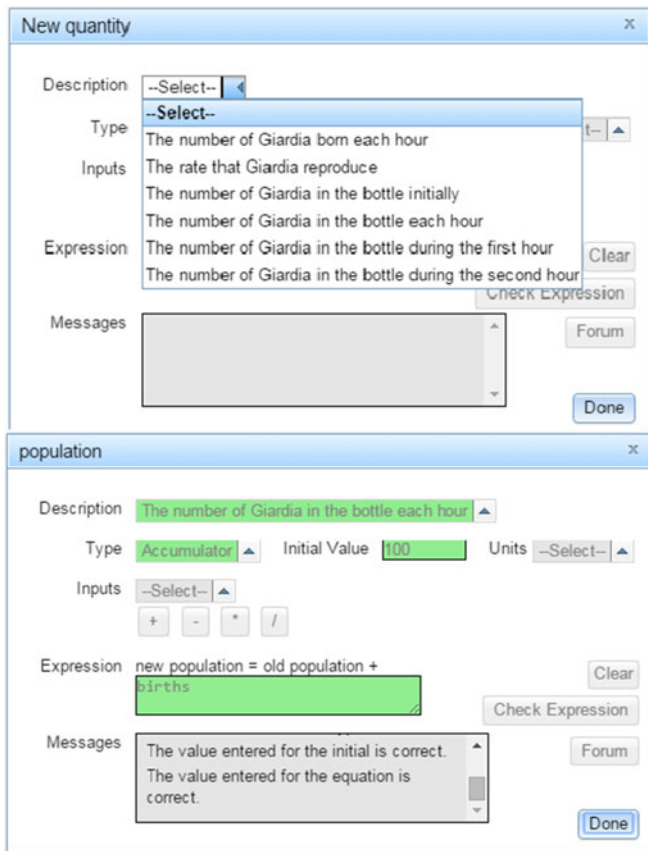 New quantity x
Description --Select--
--Select--
Type The number of Giardia born each hour
Inputs The rate that Giardia reproduce
The number of Giardia in the bottle initially
The number of Giardia in the bottle each hour
Expression The number of Giardia in the bottle during the first hour Clear
The number of Giardia in the bottle during the second hour
Check Expression
Messages Forum
Done
population x
Description The number of Giardia in the bottle each hour
Type Accumulator Initial Value 100 Units --Select--
Inputs --Select--
+ - * /
Expression new population = old population +
births Clear
Check Expression
Messages The value entered for the initial is correct. Forum
The value entered for the equation is
correct.
Done